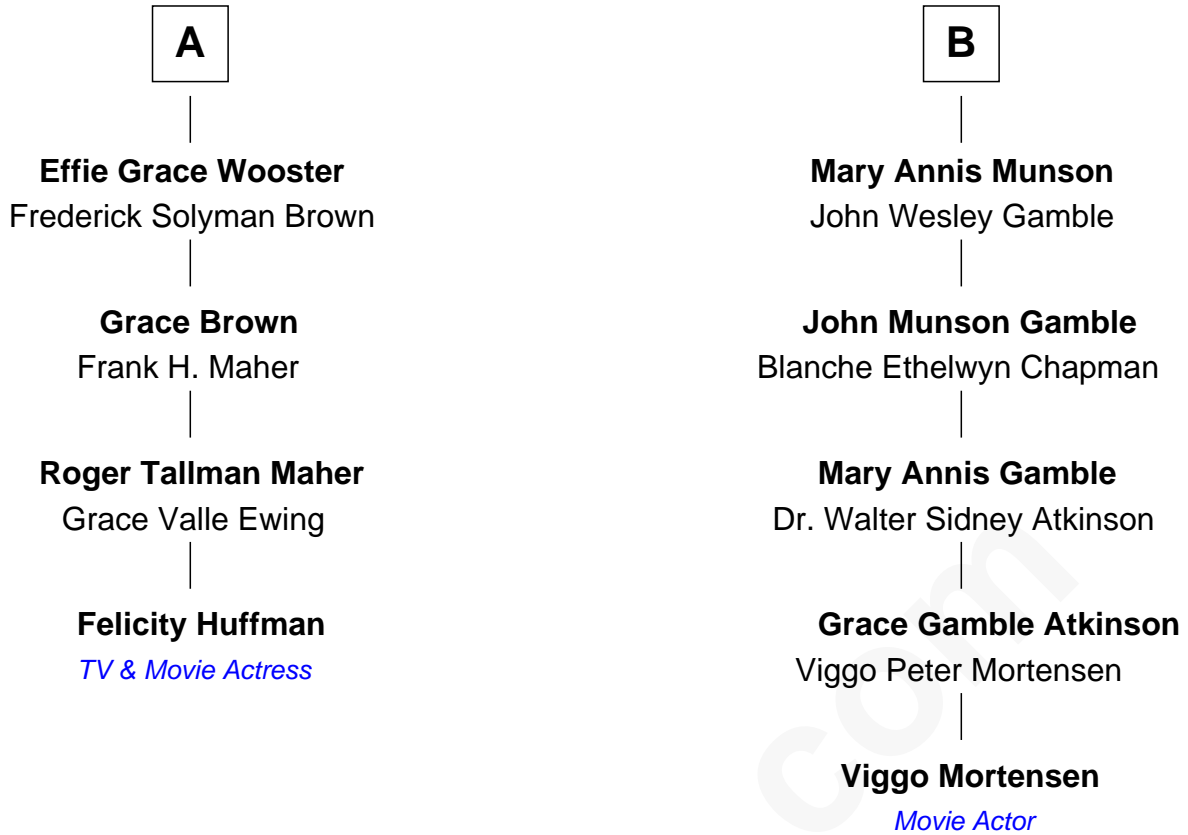 A
Effie Grace Wooster
Frederick Solyman Brown
Grace Brown
Frank H. Maher
Roger Tallman Maher
Grace Valle Ewing
Felicity Huffman
TV & Movie Actress
B
Mary Annis Munson
John Wesley Gamble
John Munson Gamble
Blanche Ethelwyn Chapman
Mary Annis Gamble
Dr. Walter Sidney Atkinson
Grace Gamble Atkinson
Viggo Peter Mortensen
Viggo Mortensen
Movie Actor
com